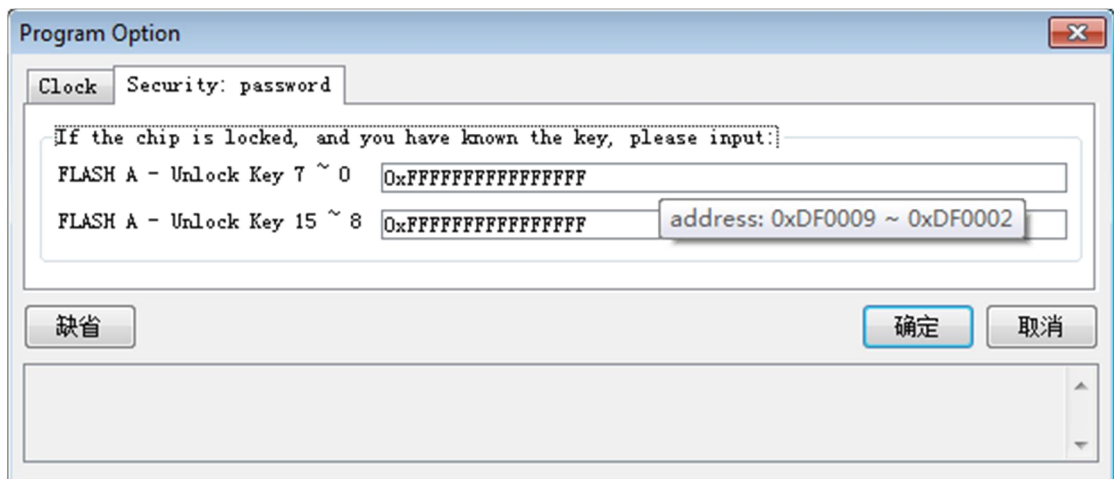 Program Option
Clock
Security: password
If the chip is locked, and you have known the key, please input:
FLASH A - Unlock Key 7 ~ 0
0xFFFFFFFFFFFFFFFF
FLASH A - Unlock Key 15 ~ 8
0xFFFFFFFFFFFFFFFF
address: 0xDF0009 ~ 0xDF0002
缺省
确定
取消